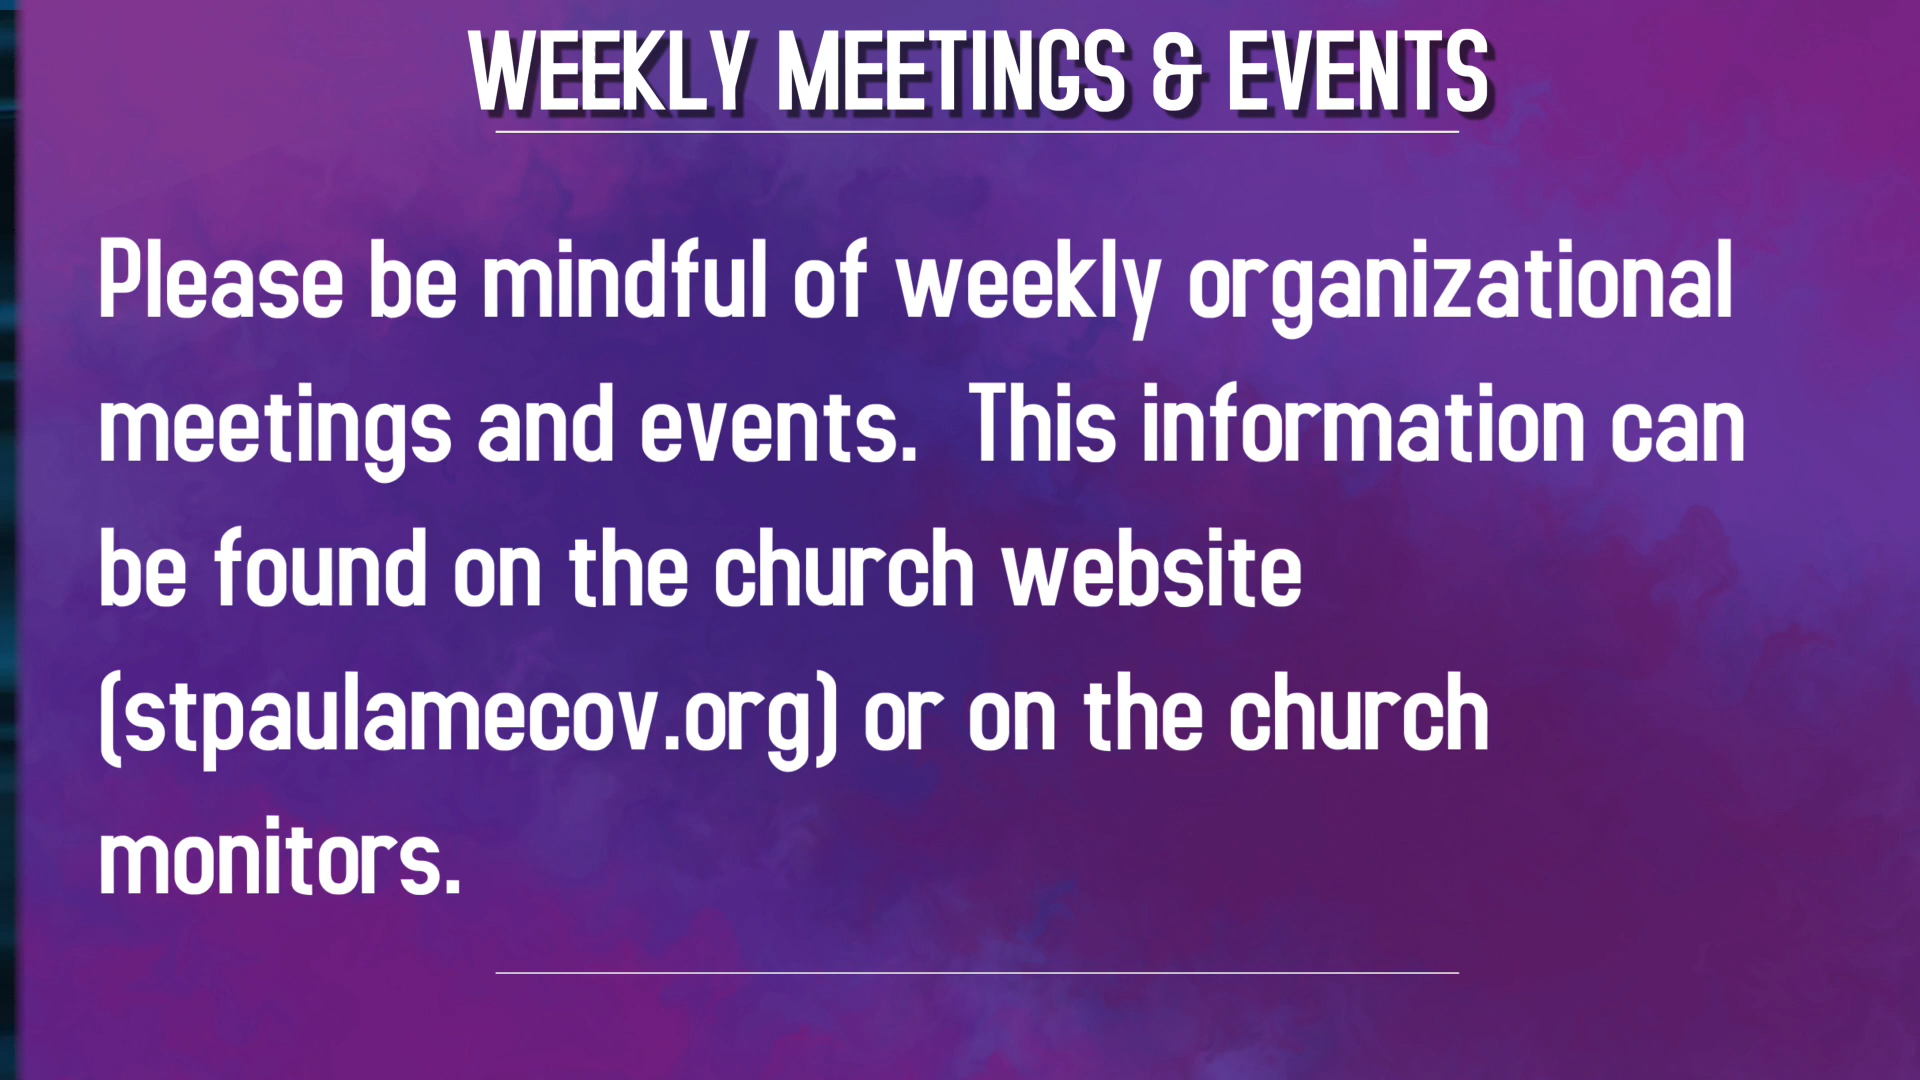 WEEKLY MEETINGS & EVENTS
Please be mindful of weekly organizational
meetings and events.  This information can
be found on the church website
(stpaulamecov.org) or on the church
monitors.